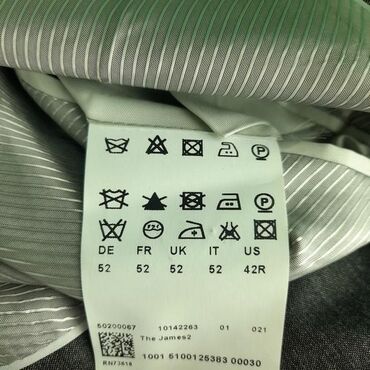 DE FR UK IT US
52 52 52 52 42R
50200067 10142263 01 021
The James2
1001 5100125383 00030